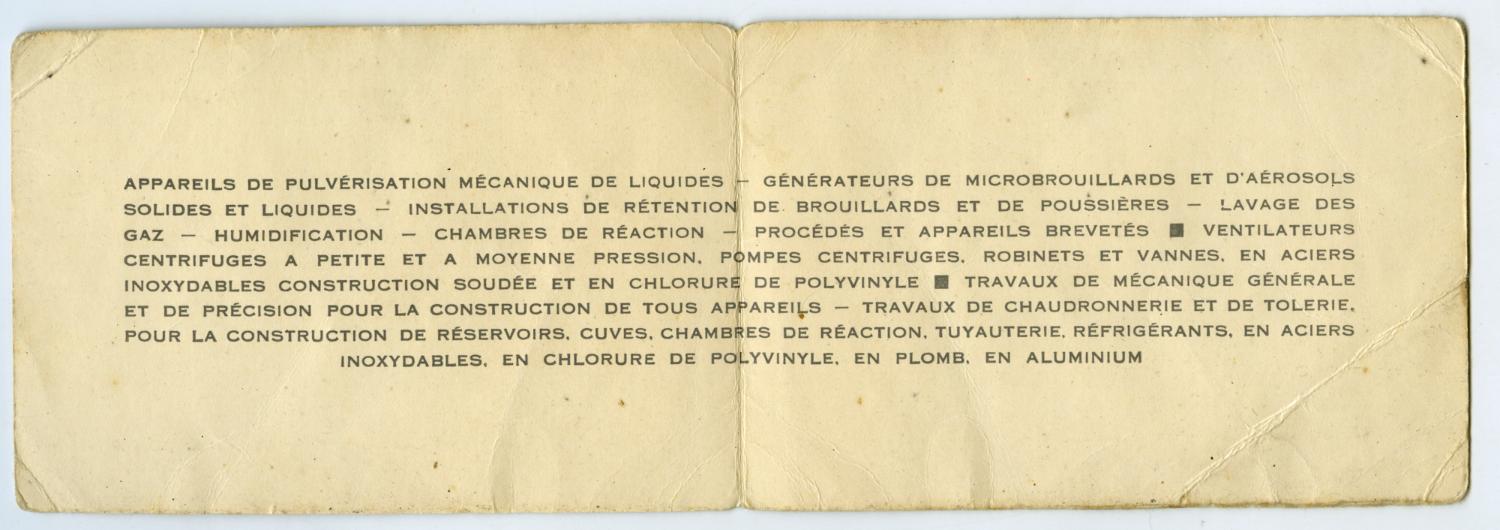 APPAREILS DE PULVÉRISATION MÉCANIQUE DE LIQUIDES — GÉNÉRATEURS DE MICROBROUILLARDS ET D'AÉROSOLS
SOLIDES ET LIQUIDES — INSTALLATIONS DE RÉTENTION DE BROUILLARDS ET DE POUSSIÈRES — LAVAGE DES
GAZ — HUMIDIFICATION — CHAMBRES DE RÉACTION — PROCÉDÉS ET APPAREILS BREVETÉS ■ VENTILATEURS
CENTRIFUGES A PETITE ET A MOYENNE PRESSION, POMPES CENTRIFUGES, ROBINETS ET VANNES, EN ACIERS
INOXYDABLES CONSTRUCTION SOUDÉE ET EN CHLORURE DE POLYVINYLE ■ TRAVAUX DE MÉCANIQUE GÉNÉRALE
ET DE PRÉCISION POUR LA CONSTRUCTION DE TOUS APPAREILS — TRAVAUX DE CHAUDRONNERIE ET DE TOLERIE,
POUR LA CONSTRUCTION DE RÉSERVOIRS, CUVES, CHAMBRES DE RÉACTION, TUYAUTERIE, RÉFRIGÉRANTS, EN ACIERS
INOXYDABLES, EN CHLORURE DE POLYVINYLE, EN PLOMB, EN ALUMINIUM